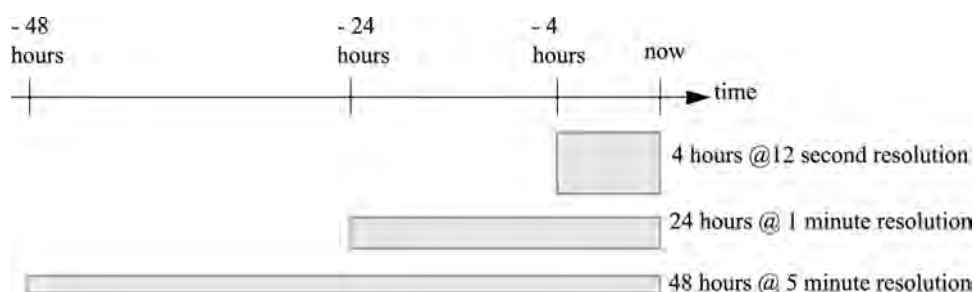 - 48
hours
- 24
hours
- 4
hours
now
time
4 hours @12 second resolution
24 hours @ 1 minute resolution
48 hours @ 5 minute resolution